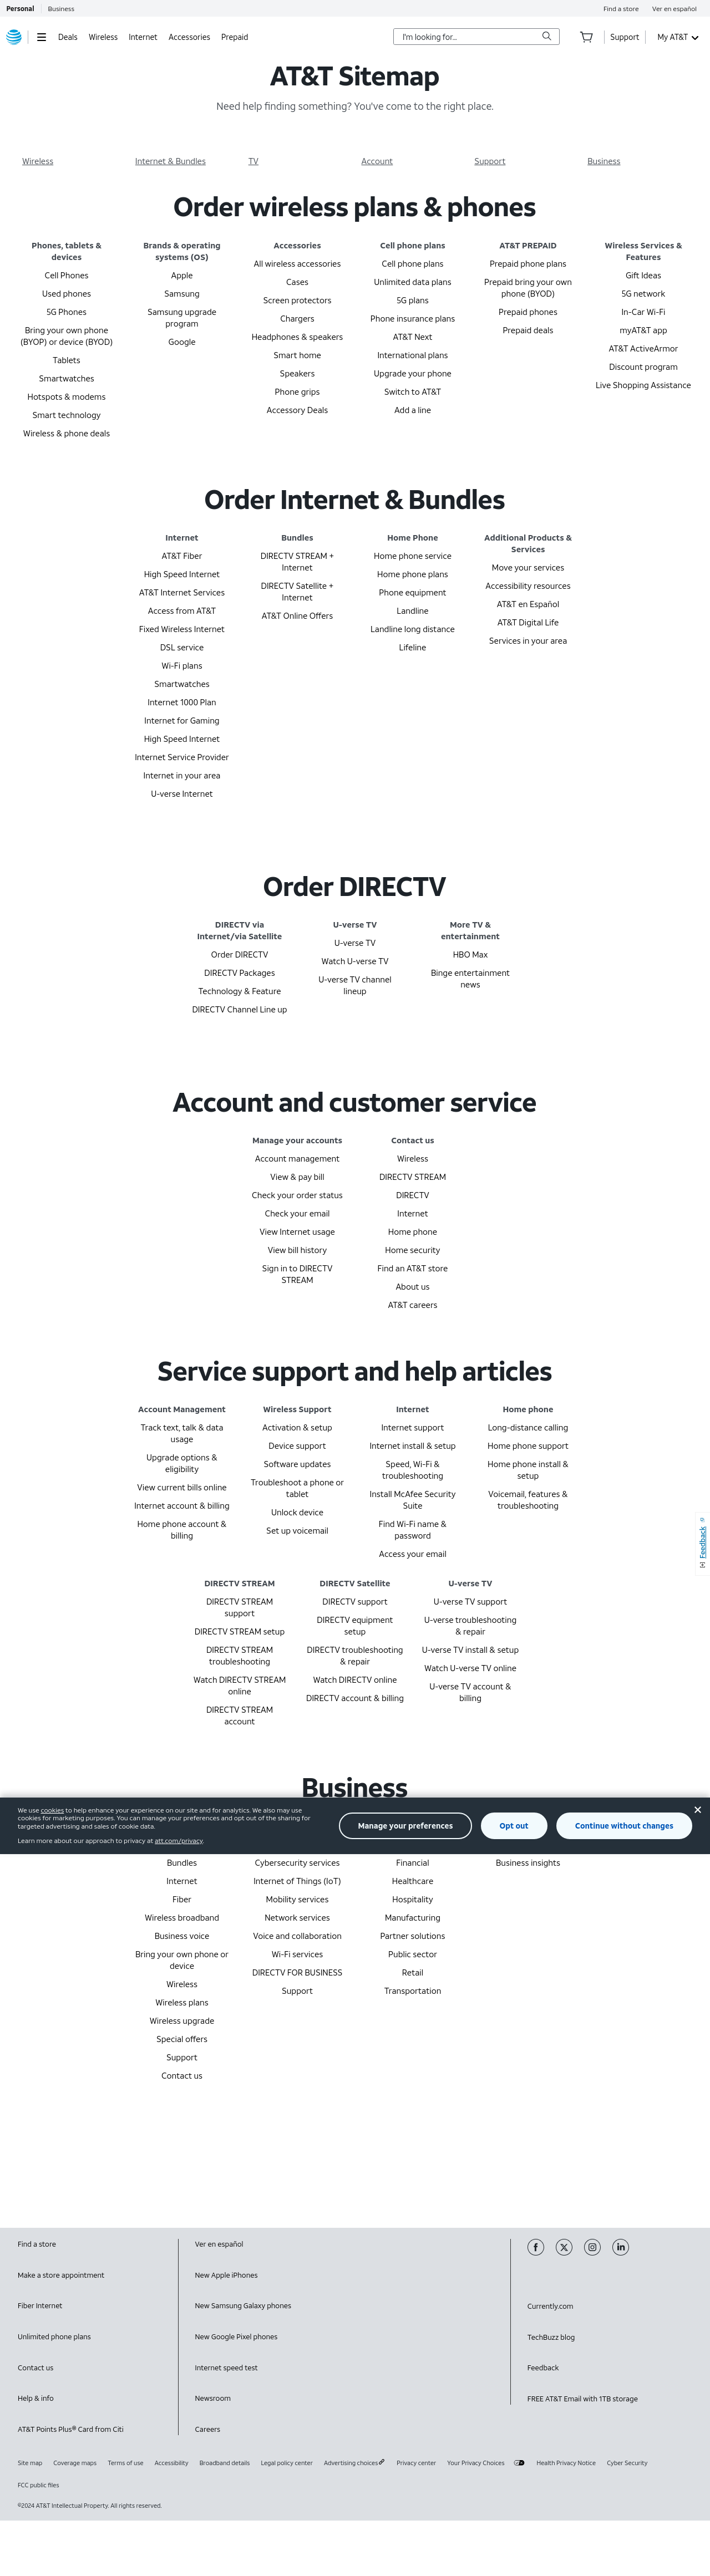 Personal
Business
Find a store
Ver en español
Deals
Wireless
Internet
Accessories
Prepaid
I'm looking for...
Support
My AT&T
AT&T Sitemap
Need help finding something? You've come to the right place.
Wireless
Internet & Bundles
TV
Account
Support
Business
Order wireless plans & phones
Phones, tablets &
devices
Cell Phones
Used phones
5G Phones
Bring your own phone
(BYOP) or device (BYOD)
Tablets
Smartwatches
Hotspots & modems
Smart technology
Wireless & phone deals
Brands & operating
systems (OS)
Apple
Samsung
Samsung upgrade
program
Google
Accessories
All wireless accessories
Cases
Screen protectors
Chargers
Headphones & speakers
Smart home
Speakers
Phone grips
Accessory Deals
Cell phone plans
Cell phone plans
Unlimited data plans
5G plans
Phone insurance plans
AT&T Next
International plans
Upgrade your phone
Switch to AT&T
Add a line
AT&T PREPAID
Prepaid phone plans
Prepaid bring your own
phone (BYOD)
Prepaid phones
Prepaid deals
Wireless Services &
Features
Gift Ideas
5G network
In-Car Wi-Fi
myAT&T app
AT&T ActiveArmor
Discount program
Live Shopping Assistance
Order Internet & Bundles
Internet
AT&T Fiber
High Speed Internet
AT&T Internet Services
Access from AT&T
Fixed Wireless Internet
DSL service
Wi-Fi plans
Smartwatches
Internet 1000 Plan
Internet for Gaming
High Speed Internet
Internet Service Provider
Internet in your area
U-verse Internet
Bundles
DIRECTV STREAM +
Internet
DIRECTV Satellite +
Internet
AT&T Online Offers
Home Phone
Home phone service
Home phone plans
Phone equipment
Landline
Landline long distance
Lifeline
Additional Products &
Services
Move your services
Accessibility resources
AT&T en Español
AT&T Digital Life
Services in your area
Order DIRECTV
DIRECTV via
Internet/via Satellite
Order DIRECTV
DIRECTV Packages
Technology & Feature
DIRECTV Channel Line up
U-verse TV
U-verse TV
Watch U-verse TV
U-verse TV channel
lineup
More TV &
entertainment
HBO Max
Binge entertainment
news
Account and customer service
Manage your accounts
Account management
View & pay bill
Check your order status
Check your email
View Internet usage
View bill history
Sign in to DIRECTV
STREAM
Contact us
Wireless
DIRECTV STREAM
DIRECTV
Internet
Home phone
Home security
Find an AT&T store
About us
AT&T careers
Service support and help articles
Account Management
Track text, talk & data
usage
Upgrade options &
eligibility
View current bills online
Internet account & billing
Home phone account &
billing
Wireless Support
Activation & setup
Device support
Software updates
Troubleshoot a phone or
tablet
Unlock device
Set up voicemail
Internet
Internet support
Internet install & setup
Speed, Wi-Fi &
troubleshooting
Install McAfee Security
Suite
Find Wi-Fi name &
password
Access your email
Home phone
Long-distance calling
Home phone support
Home phone install &
setup
Voicemail, features &
troubleshooting
Feedback
DIRECTV STREAM
DIRECTV STREAM
support
DIRECTV STREAM setup
DIRECTV STREAM
troubleshooting
Watch DIRECTV STREAM
online
DIRECTV STREAM
account
DIRECTV Satellite
DIRECTV support
DIRECTV equipment
setup
DIRECTV troubleshooting
& repair
Watch DIRECTV online
DIRECTV account & billing
U-verse TV
U-verse TV support
U-verse troubleshooting
& repair
U-verse TV install & setup
Watch U-verse TV online
U-verse TV account &
billing
Business
We use cookies to help enhance your experience on our site and for analytics. We also may use
cookies for marketing purposes. You can manage your preferences and opt out of the sharing for
targeted advertising and sales of cookie data.
Learn more about our approach to privacy at att.com/privacy.
Manage your preferences
Opt out
Continue without changes
Bundles
Internet
Fiber
Wireless broadband
Business voice
Bring your own phone or
device
Wireless
Wireless plans
Wireless upgrade
Special offers
Support
Contact us
Cybersecurity services
Internet of Things (IoT)
Mobility services
Network services
Voice and collaboration
Wi-Fi services
DIRECTV FOR BUSINESS
Support
Financial
Healthcare
Hospitality
Manufacturing
Partner solutions
Public sector
Retail
Transportation
Business insights
Find a store
Make a store appointment
Fiber Internet
Unlimited phone plans
Contact us
Help & info
AT&T Points Plus® Card from Citi
Ver en español
New Apple iPhones
New Samsung Galaxy phones
New Google Pixel phones
Internet speed test
Newsroom
Careers
Currently.com
TechBuzz blog
Feedback
FREE AT&T Email with 1TB storage
Site map
Coverage maps
Terms of use
Accessibility
Broadband details
Legal policy center
Advertising choices
Privacy center
Your Privacy Choices
Health Privacy Notice
Cyber Security
FCC public files
©2024 AT&T Intellectual Property. All rights reserved.